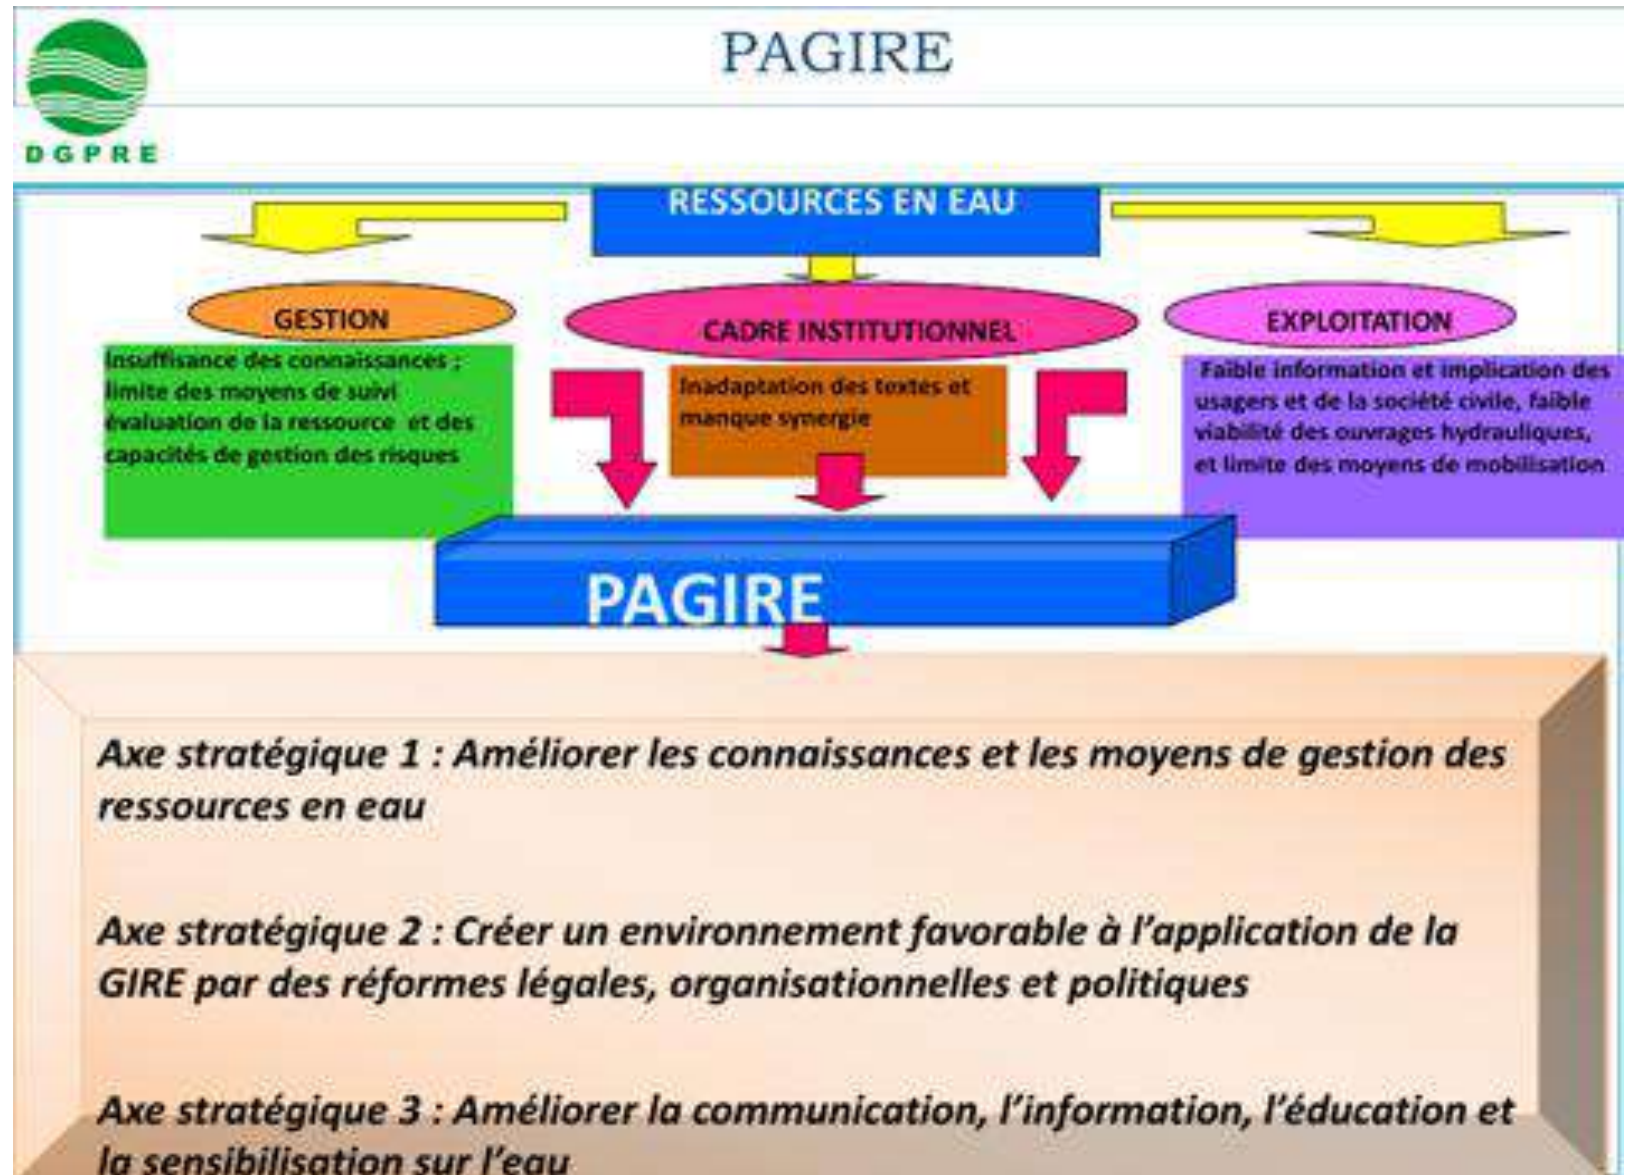 PAGIRE
DGPRE
RESSOURCES EN EAU
GESTION
Insuffisance des connaissances ;
limite des moyens de suivi
évaluation de la ressource et des
capacités de gestion des risques
CADRE INSTITUTIONNEL
Inadaptation des textes et
manque synergie
EXPLOITATION
Faible information et implication des
usagers et de la société civile, faible
viabilité des ouvrages hydrauliques,
et limite des moyens de mobilisation
PAGIRE
Axe stratégique 1 : Améliorer les connaissances et les moyens de gestion des
ressources en eau
Axe stratégique 2 : Créer un environnement favorable à l’application de la
GIRE par des réformes légales, organisationnelles et politiques
Axe stratégique 3 : Améliorer la communication, l’information, l’éducation et
la sensibilisation sur l’eau